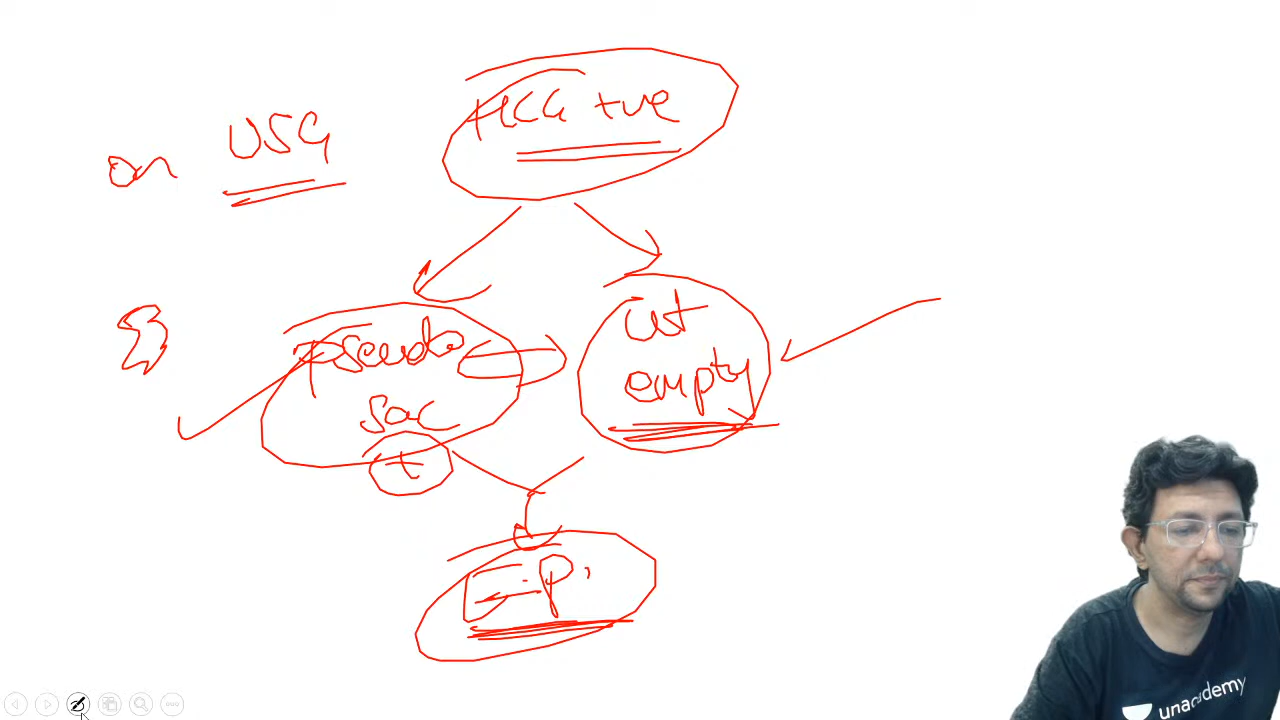 HCG +ve
on USG
pseudo
sac
+
Ut
empty
E.P.
unacademy